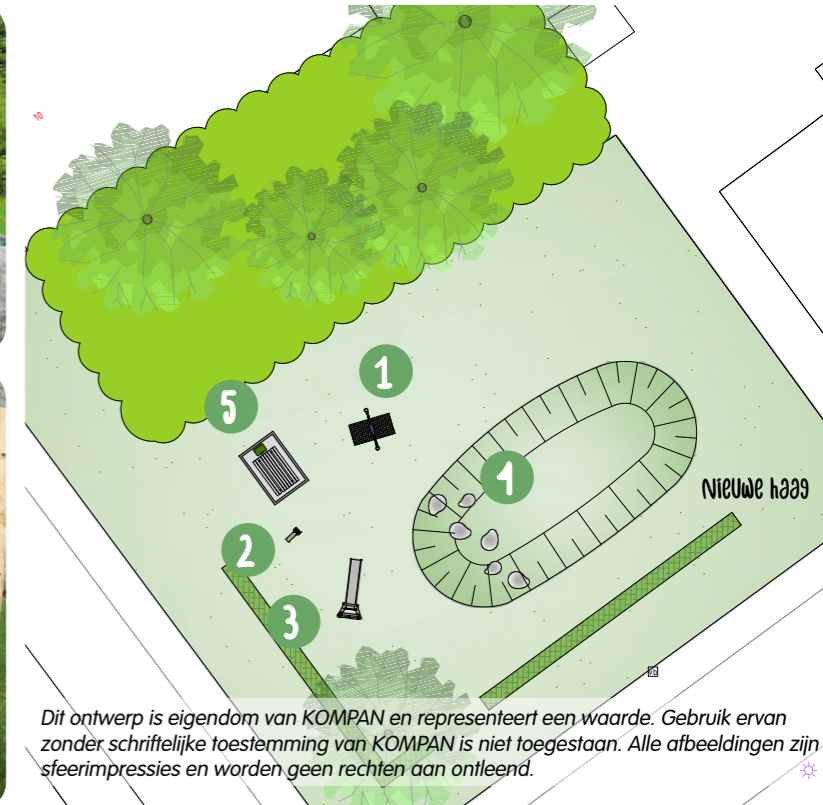 10
1
5
1
Nieuwe haag
2
3
Dit ontwerp is eigendom van KOMPAN en representeert een waarde. Gebruik ervan
zonder schriftelijke toestemming van KOMPAN is niet toegestaan. Alle afbeeldingen zijn
sfeerimpressies en worden geen rechten aan ontleend.